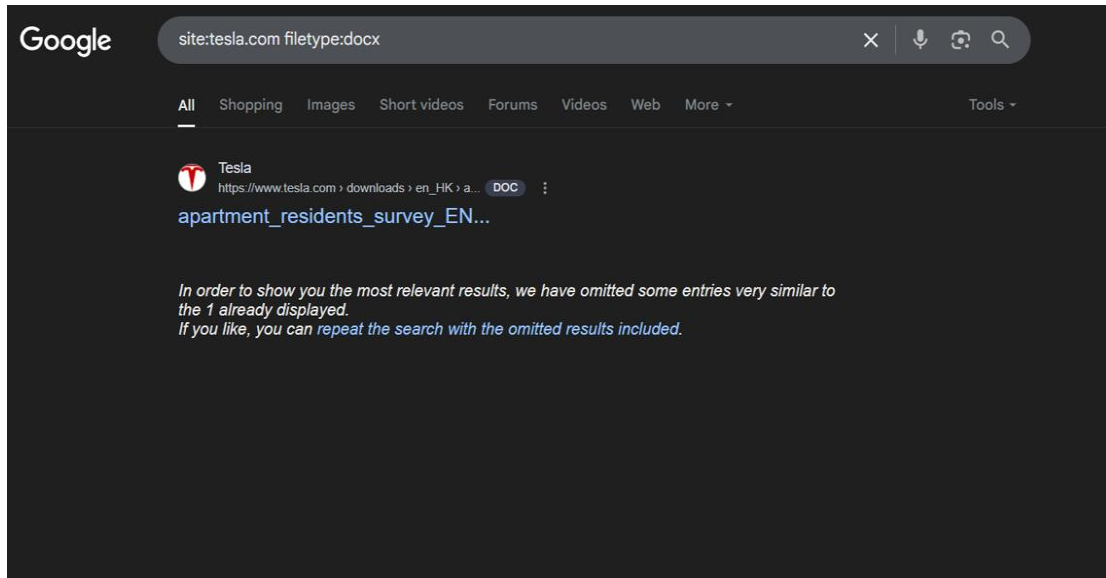 Google
site:tesla.com filetype:docx
All Shopping Images Short videos Forums Videos Web More Tools
Tesla
https://www.tesla.com › downloads › en_HK › a... DOC
apartment_residents_survey_EN...
In order to show you the most relevant results, we have omitted some entries very similar to
the 1 already displayed.
If you like, you can repeat the search with the omitted results included.